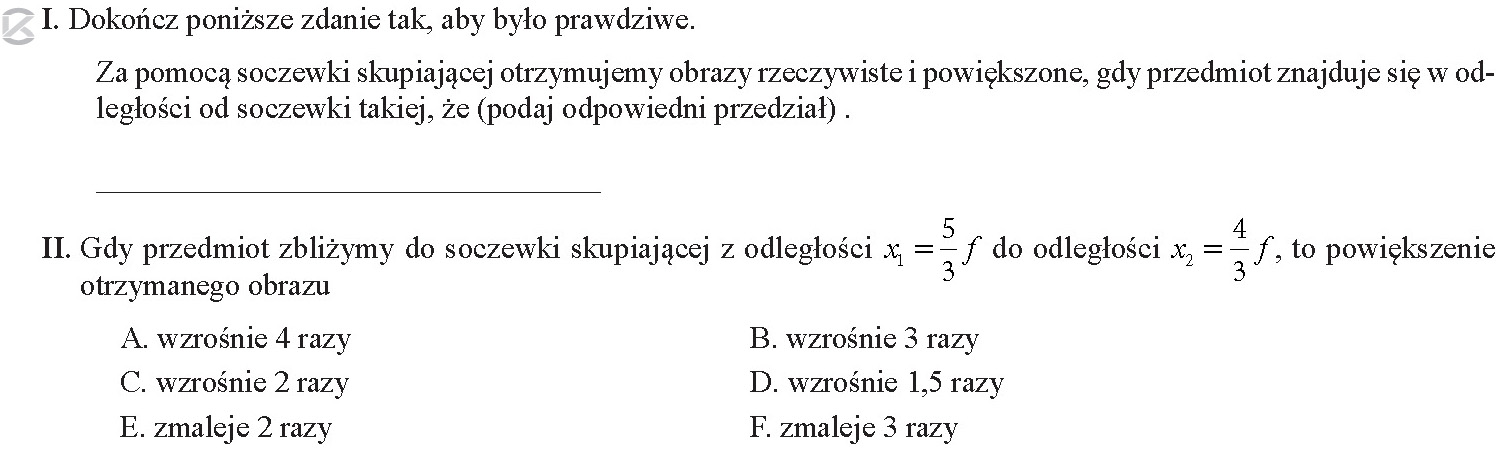 I. Dokończ poniższe zdanie tak, aby było prawdziwe.
Za pomocą soczewki skupiającej otrzymujemy obrazy rzeczywiste i powiększone, gdy przedmiot znajduje się w od-
ległości od soczewki takiej, że (podaj odpowiedni przedział) .
II. Gdy przedmiot zbliżymy do soczewki skupiającej z odległości x₁ = 5/3 f do odległości x₂ = 4/3 f, to powiększenie
otrzymanego obrazu
A. wzrośnie 4 razy B. wzrośnie 3 razy
C. wzrośnie 2 razy D. wzrośnie 1,5 razy
E. zmaleje 2 razy F. zmaleje 3 razy